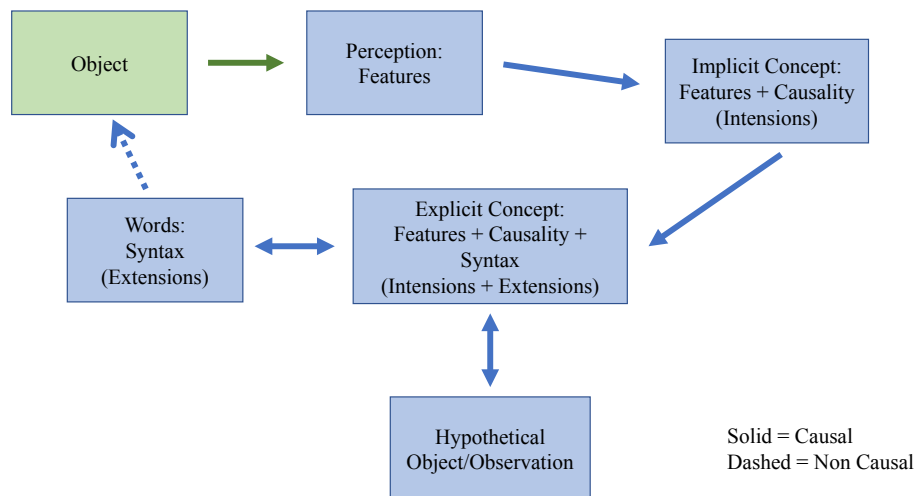 Object
Perception:
Features
Implicit Concept:
Features + Causality
(Intensions)
Words:
Syntax
(Extensions)
Explicit Concept:
Features + Causality +
Syntax
(Intensions + Extensions)
Hypothetical
Object/Observation
Solid = Causal
Dashed = Non Causal